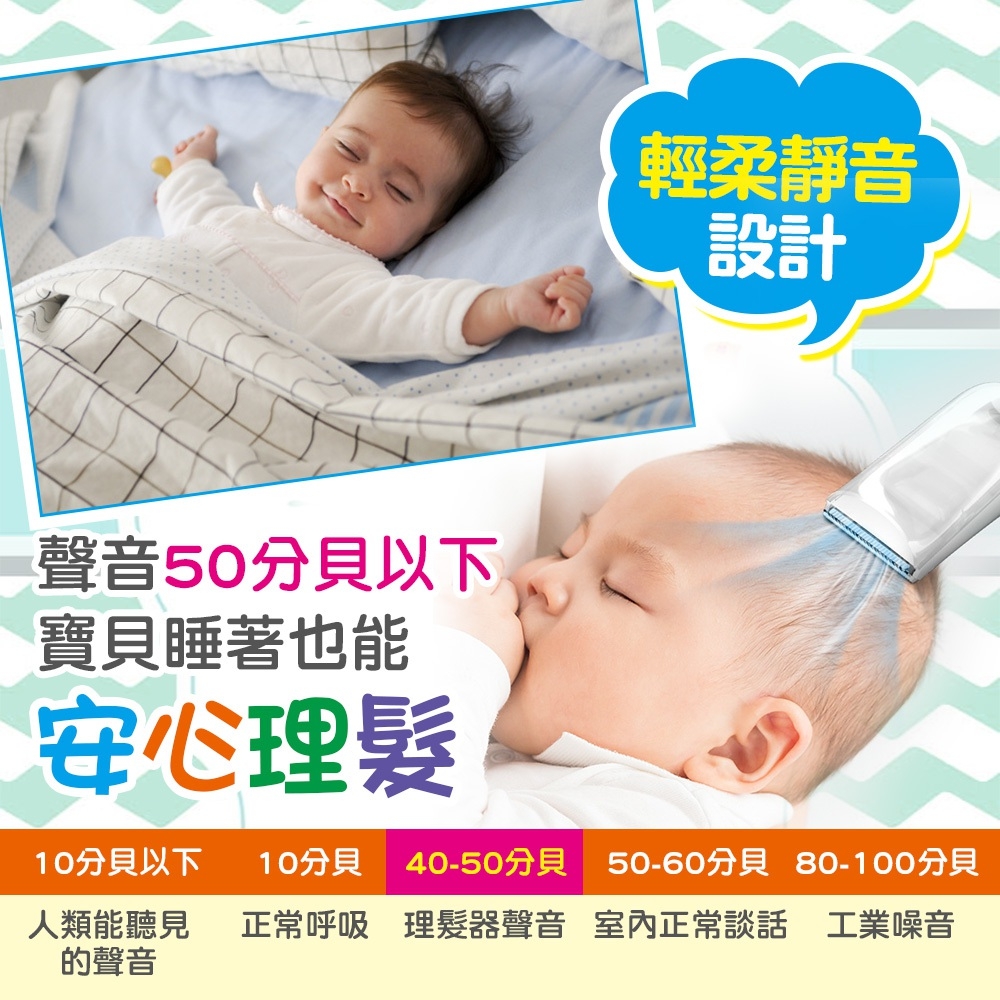 輕柔靜音
設計
聲音50分貝以下
寶貝睡著也能
安心理髮
10分貝以下
10分貝
40-50分貝
50-60分貝
80-100分貝
人類能聽見
的聲音
正常呼吸
理髮器聲音
室內正常談話
工業噪音